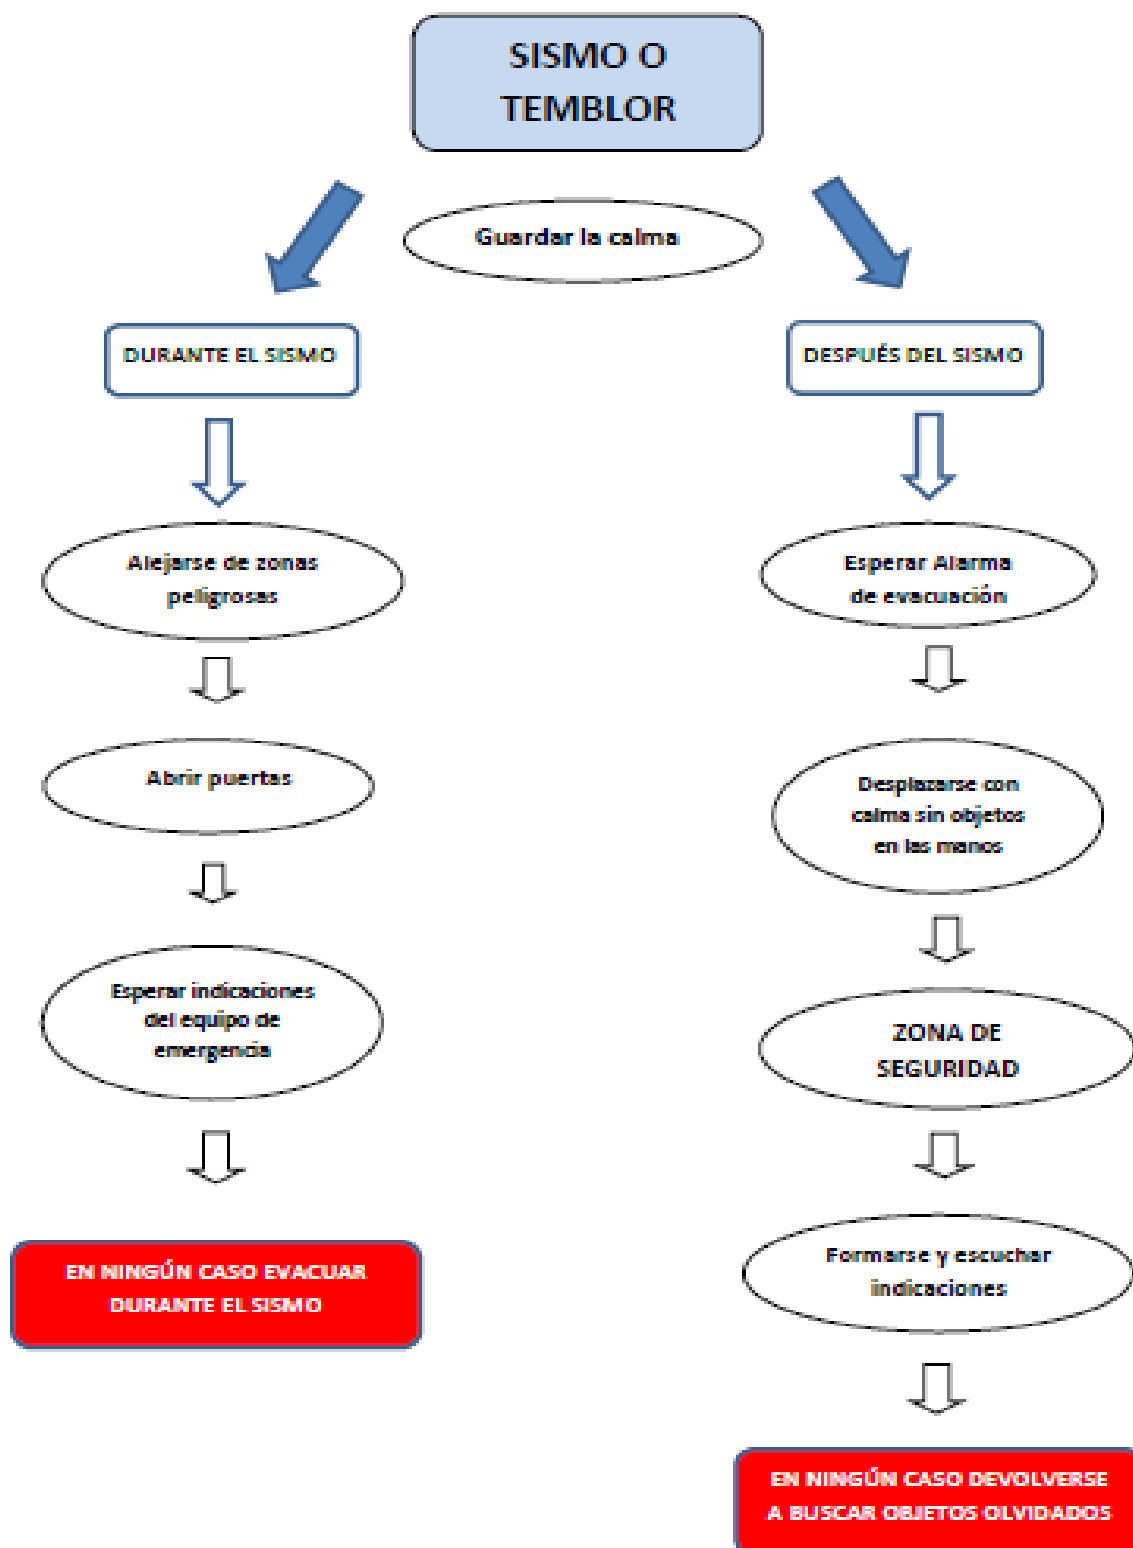 SISMO O
TEMBLOR
Guardar la calma
DURANTE EL SISMO
Alejarse de zonas
peligrosas
Abrir puertas
Esperar indicaciones
del equipo de
emergencia
EN NINGÚN CASO EVACUAR
DURANTE EL SISMO
DESPUÉS DEL SISMO
Esperar Alarma
de evacuación
Desplazarse con
calma sin objetos
en las manos
ZONA DE
SEGURIDAD
Formarse y escuchar
indicaciones
EN NINGÚN CASO DEVOLVERSE
A BUSCAR OBJETOS OLVIDADOS